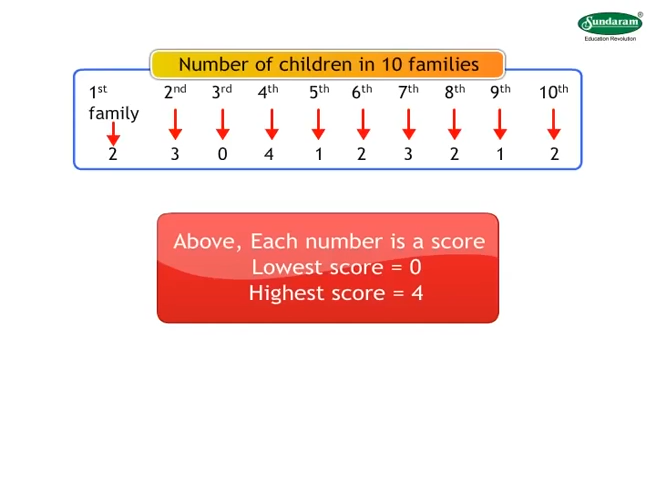 Sundaram
Education Revolution
Number of children in 10 families
1st 2nd 3rd 4th 5th 6th 7th 8th 9th 10th
family
2 3 0 4 1 2 3 2 1 2
Above, Each number is a score
Lowest score = 0
Highest score = 4